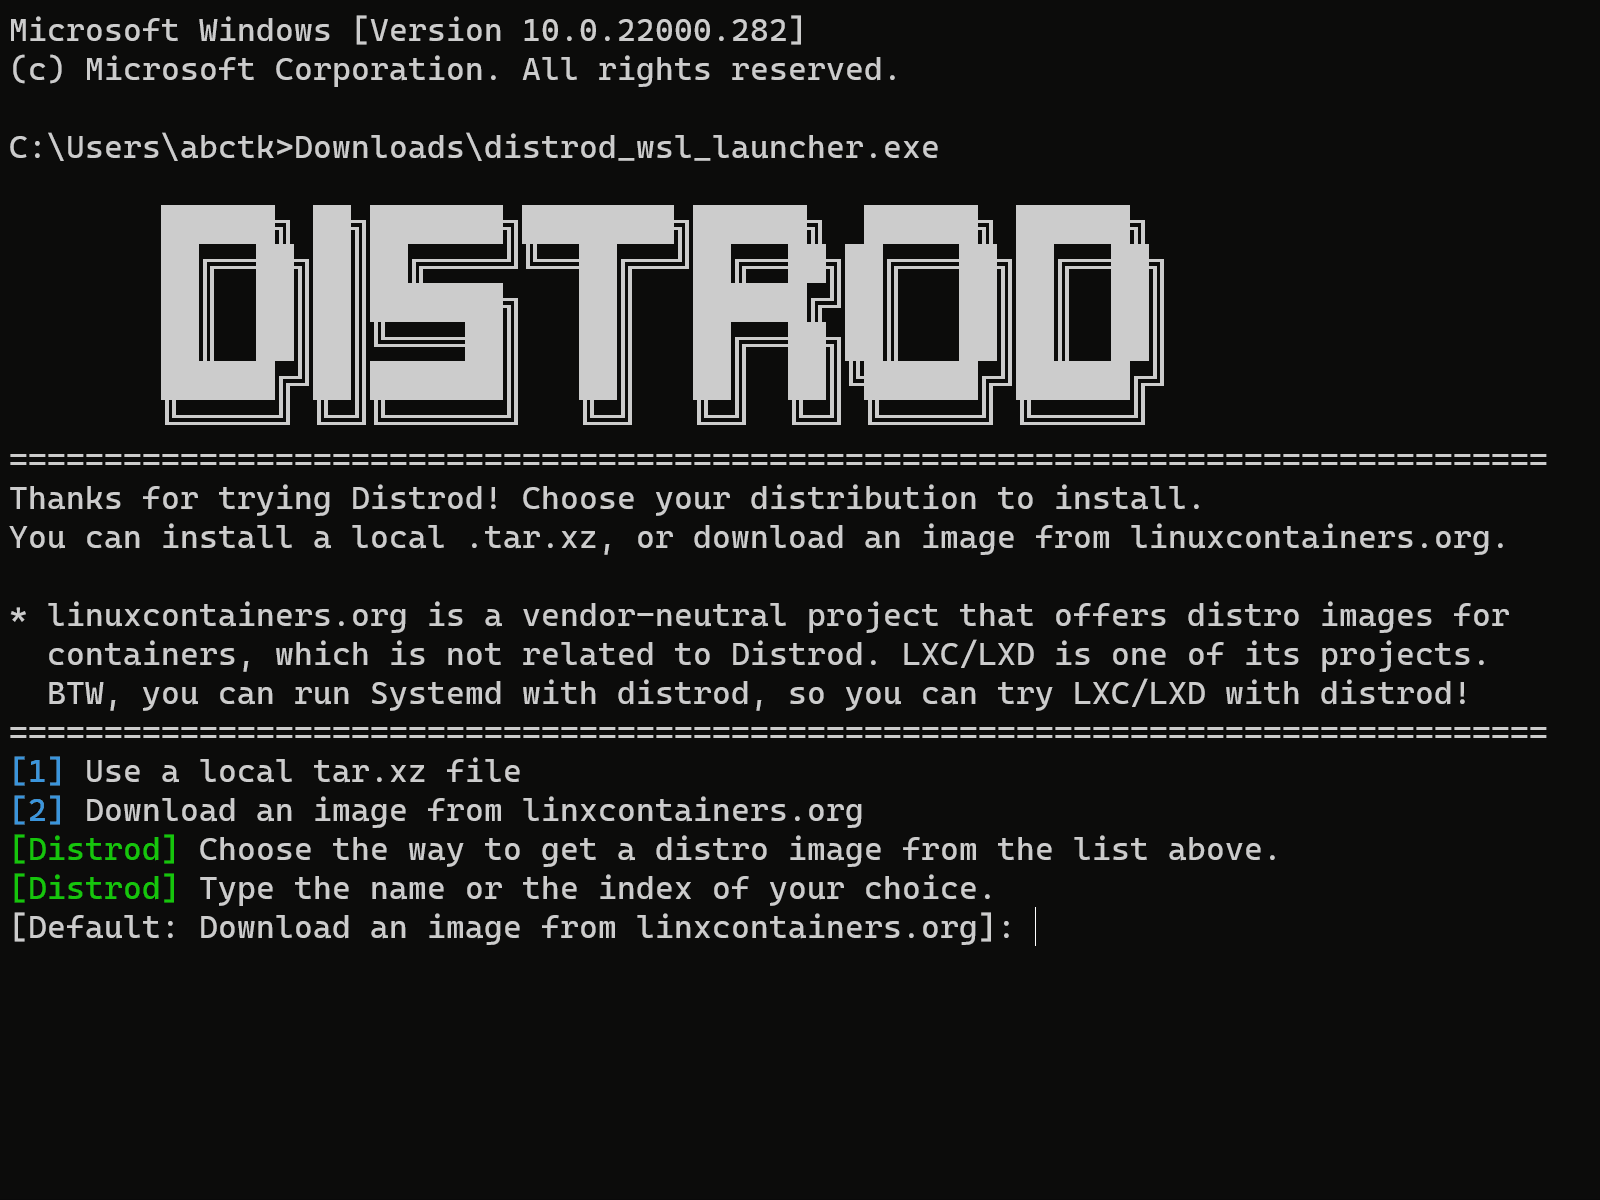 Microsoft Windows [Version 10.0.22000.282]
(c) Microsoft Corporation. All rights reserved.
C:\Users\abctk>Downloads\distrod_wsl_launcher.exe
DISTROD
=================================================================================
Thanks for trying Distrod! Choose your distribution to install.
You can install a local .tar.xz, or download an image from linuxcontainers.org.
* linuxcontainers.org is a vendor-neutral project that offers distro images for
containers, which is not related to Distrod. LXC/LXD is one of its projects.
BTW, you can run Systemd with distrod, so you can try LXC/LXD with distrod!
=================================================================================
[1] Use a local tar.xz file
[2] Download an image from linxcontainers.org
[Distrod] Choose the way to get a distro image from the list above.
[Distrod] Type the name or the index of your choice.
[Default: Download an image from linxcontainers.org]: